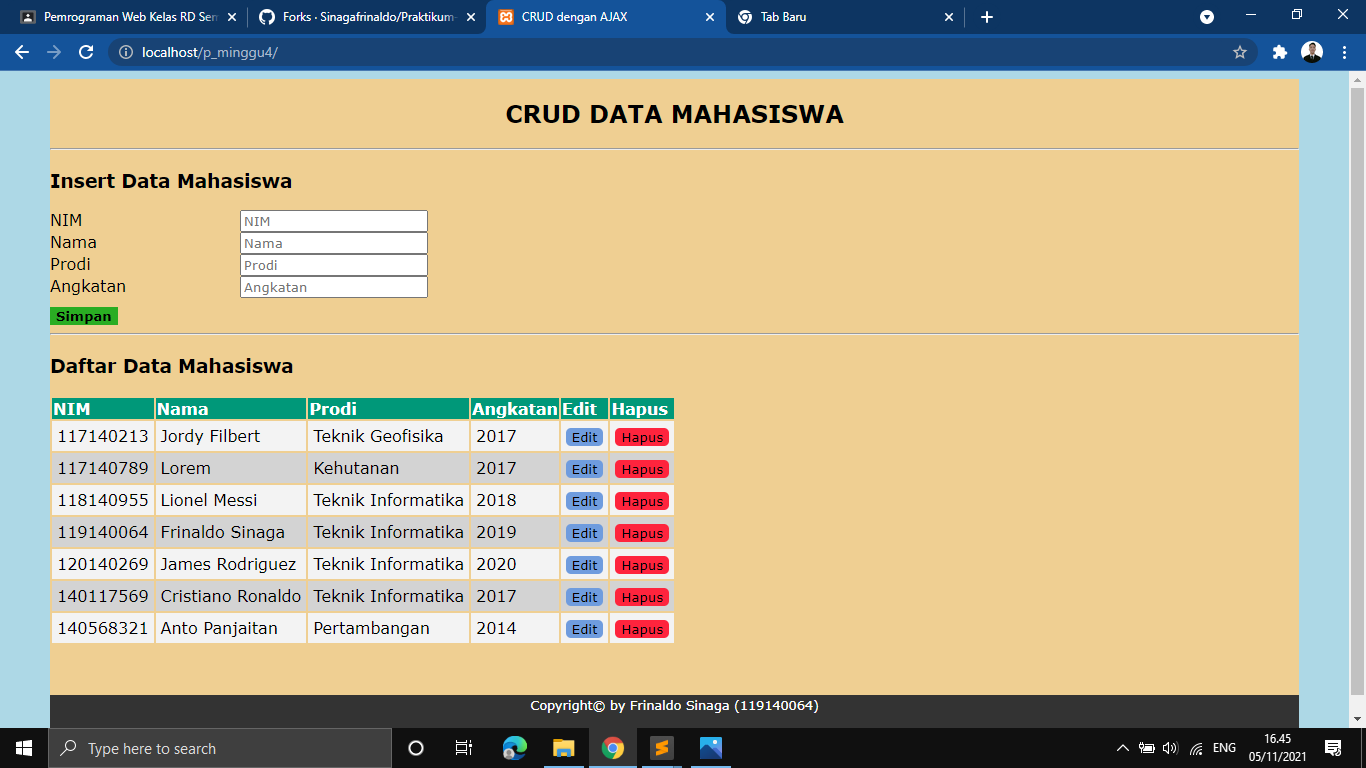 Pemrograman Web Kelas RD Sem
Forks · Sinagafrinaldo/Praktikum-
CRUD dengan AJAX
Tab Baru
localhost/p_minggu4/
CRUD DATA MAHASISWA
Insert Data Mahasiswa
NIM NIM
Nama Nama
Prodi Prodi
Angkatan Angkatan
Simpan
Daftar Data Mahasiswa
NIM Nama Prodi Angkatan Edit Hapus
117140213 Jordy Filbert Teknik Geofisika 2017 Edit Hapus
117140789 Lorem Kehutanan 2017 Edit Hapus
118140955 Lionel Messi Teknik Informatika 2018 Edit Hapus
119140064 Frinaldo Sinaga Teknik Informatika 2019 Edit Hapus
120140269 James Rodriguez Teknik Informatika 2020 Edit Hapus
140117569 Cristiano Ronaldo Teknik Informatika 2017 Edit Hapus
140568321 Anto Panjaitan Pertambangan 2014 Edit Hapus
Copyright© by Frinaldo Sinaga (119140064)
Type here to search
ENG
16.45
05/11/2021